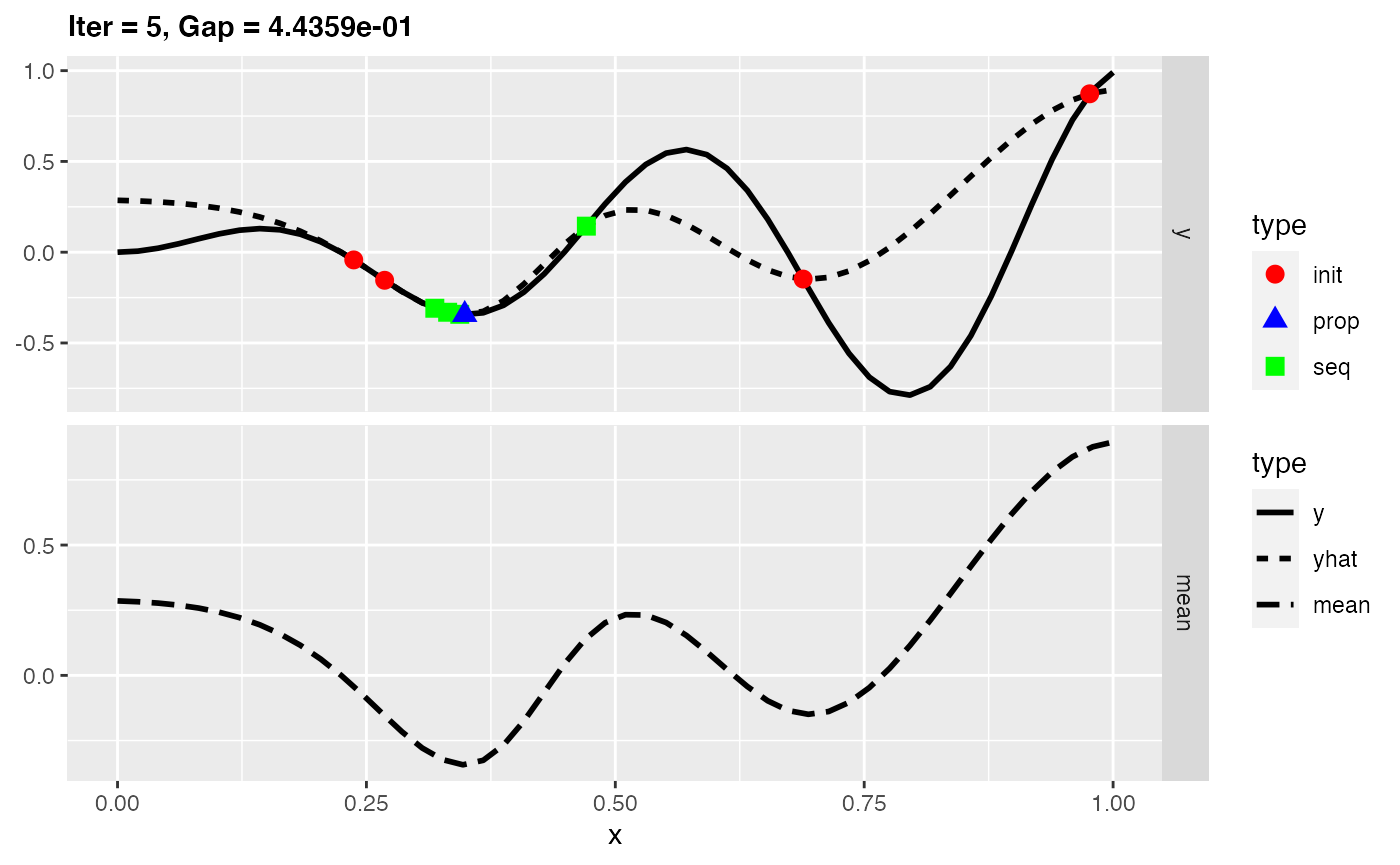 Iter = 5, Gap = 4.4359e-01
1.0
0.5
0.0
-0.5
y
0.5
0.0
mean
0.00 0.25 0.50 0.75 1.00
x
type
init
prop
seq
type
y
yhat
mean